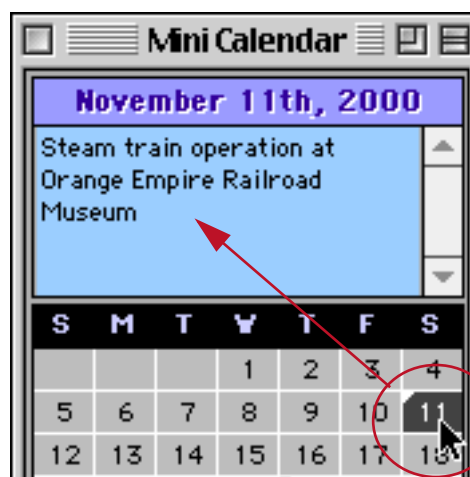 Mini Calendar
November 11th, 2000
Steam train operation at
Orange Empire Railroad
Museum
S M T W T F S
1 2 3 4
5 6 7 8 9 10 11
12 13 14 15 16 17 18